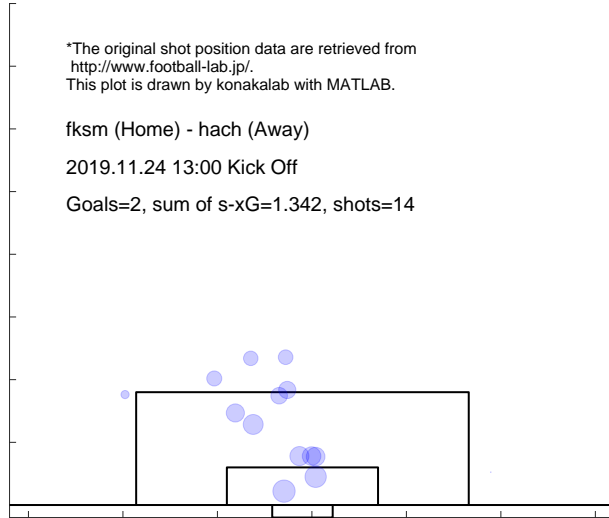 *The original shot position data are retrieved from
http://www.football-lab.jp/.
This plot is drawn by konakalab with MATLAB.
fksm (Home) - hach (Away)
2019.11.24 13:00 Kick Off
Goals=2, sum of s-xG=1.342, shots=14